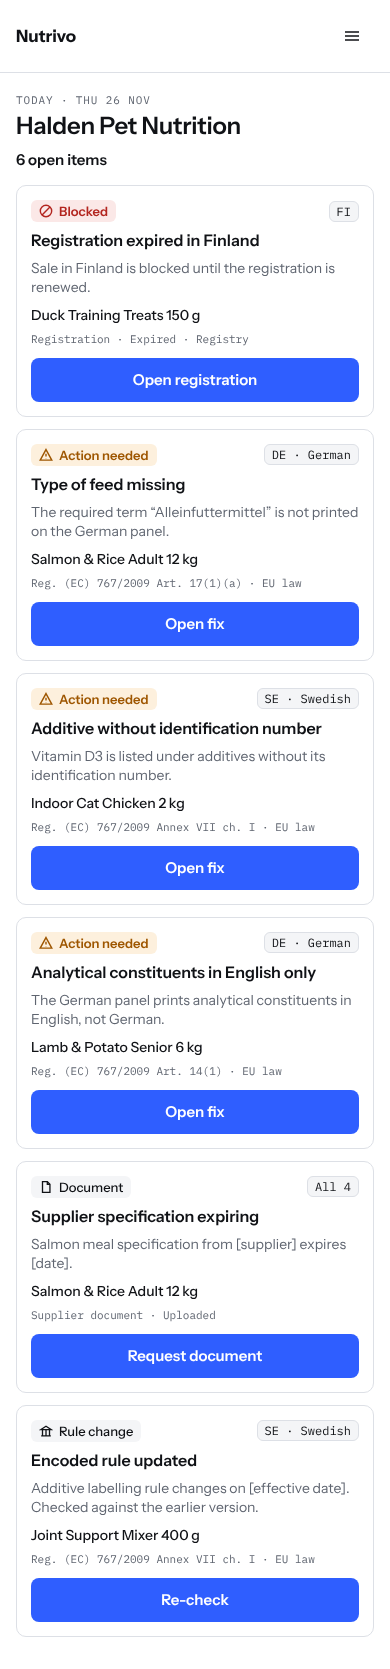 Nutrivo
TODAY · THU 26 NOV
Halden Pet Nutrition
6 open items
Blocked
FI
Registration expired in Finland
Sale in Finland is blocked until the registration is
renewed.
Duck Training Treats 150 g
Registration · Expired · Registry
Open registration
Action needed
DE · German
Type of feed missing
The required term “Alleinfuttermittel” is not printed
on the German panel.
Salmon & Rice Adult 12 kg
Reg. (EC) 767/2009 Art. 17(1)(a) · EU law
Open fix
Action needed
SE · Swedish
Additive without identification number
Vitamin D3 is listed under additives without its
identification number.
Indoor Cat Chicken 2 kg
Reg. (EC) 767/2009 Annex VII ch. I · EU law
Open fix
Action needed
DE · German
Analytical constituents in English only
The German panel prints analytical constituents in
English, not German.
Lamb & Potato Senior 6 kg
Reg. (EC) 767/2009 Art. 14(1) · EU law
Open fix
Document
All 4
Supplier specification expiring
Salmon meal specification from [supplier] expires
[date].
Salmon & Rice Adult 12 kg
Supplier document · Uploaded
Request document
Rule change
SE · Swedish
Encoded rule updated
Additive labelling rule changes on [effective date].
Checked against the earlier version.
Joint Support Mixer 400 g
Reg. (EC) 767/2009 Annex VII ch. I · EU law
Re-check